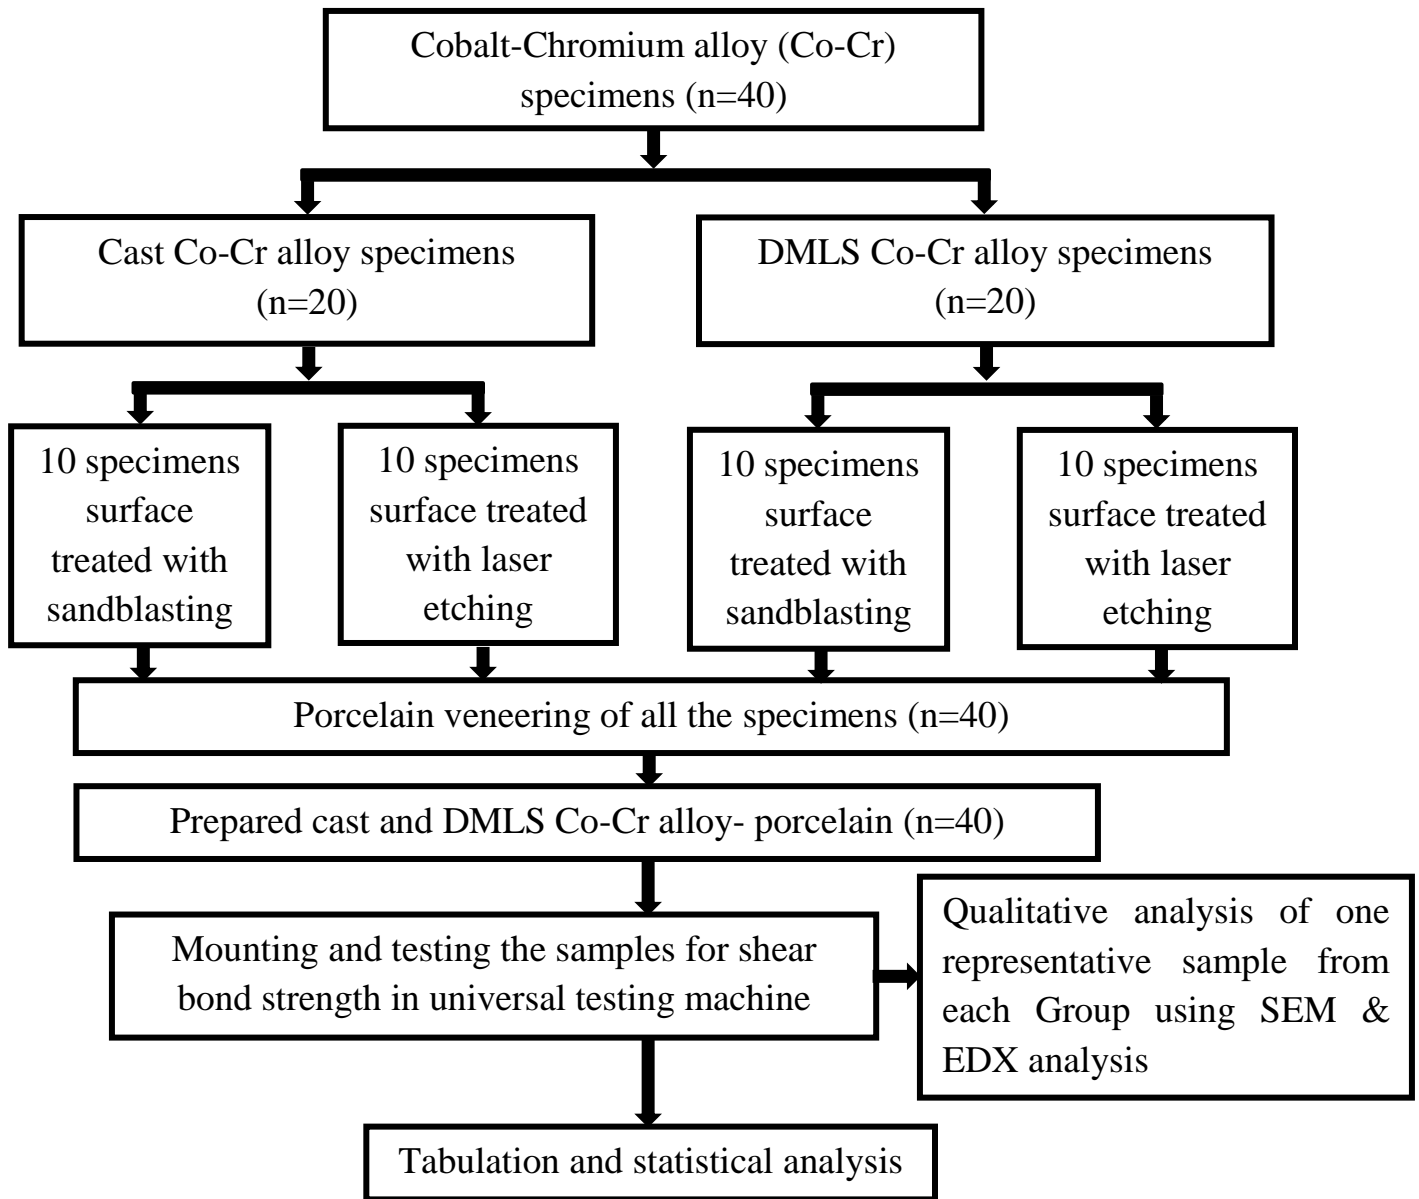 Cobalt-Chromium alloy (Co-Cr)
specimens (n=40)
Cast Co-Cr alloy specimens
(n=20)
DMLS Co-Cr alloy specimens
(n=20)
10 specimens
surface
treated with
sandblasting
10 specimens
surface treated
with laser
etching
10 specimens
surface
treated with
sandblasting
10 specimens
surface treated
with laser
etching
Porcelain veneering of all the specimens (n=40)
Prepared cast and DMLS Co-Cr alloy- porcelain (n=40)
Mounting and testing the samples for shear
bond strength in universal testing machine
Qualitative analysis of one
representative sample from
each Group using SEM &
EDX analysis
Tabulation and statistical analysis